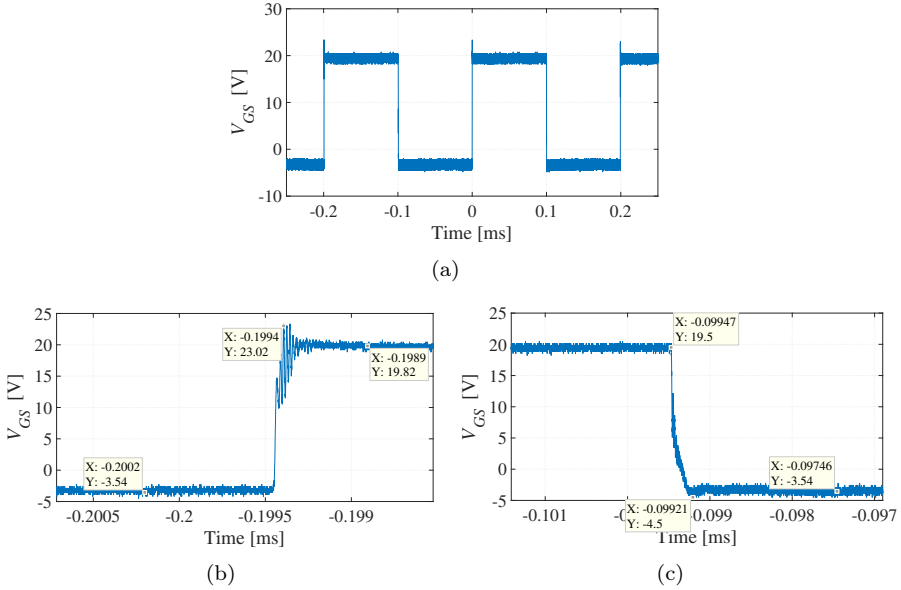 30
20
10
0
-10
V_GS [V]
-0.2
-0.1
0
0.1
0.2
Time [ms]
(a)
25
20
15
10
5
0
-5
V_GS [V]
X: -0.1994
Y: 23.02
X: -0.1989
Y: 19.82
X: -0.2002
Y: -3.54
-0.2005
-0.2
-0.1995
-0.199
Time [ms]
(b)
25
20
15
10
5
0
-5
V_GS [V]
X: -0.09947
Y: 19.5
X: -0.09746
Y: -3.54
X: -0.09921
Y: -4.5
-0.101
-0.099
-0.098
-0.097
Time [ms]
(c)